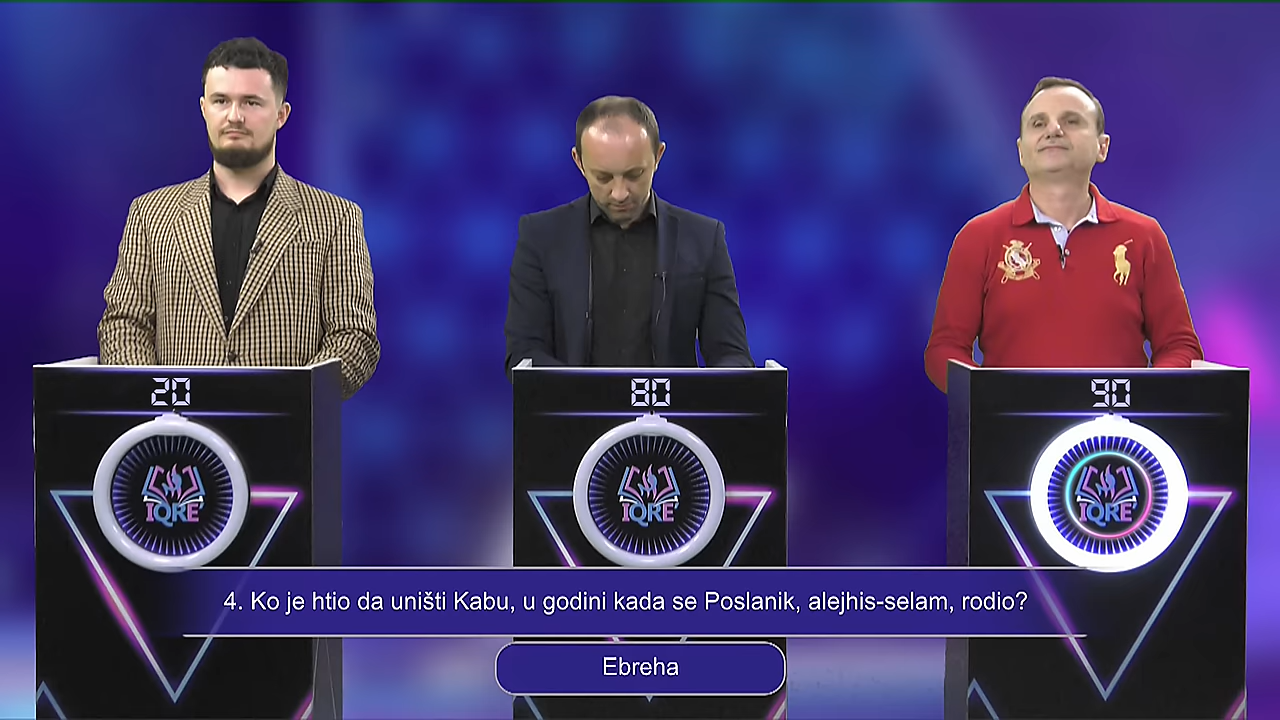 20
80
90
IQRE'
IQRE'
IQRE'
4. Ko je htio da uništi Kabu, u godini kada se Poslanik, alejhis-selam, rodio?
Ebreha